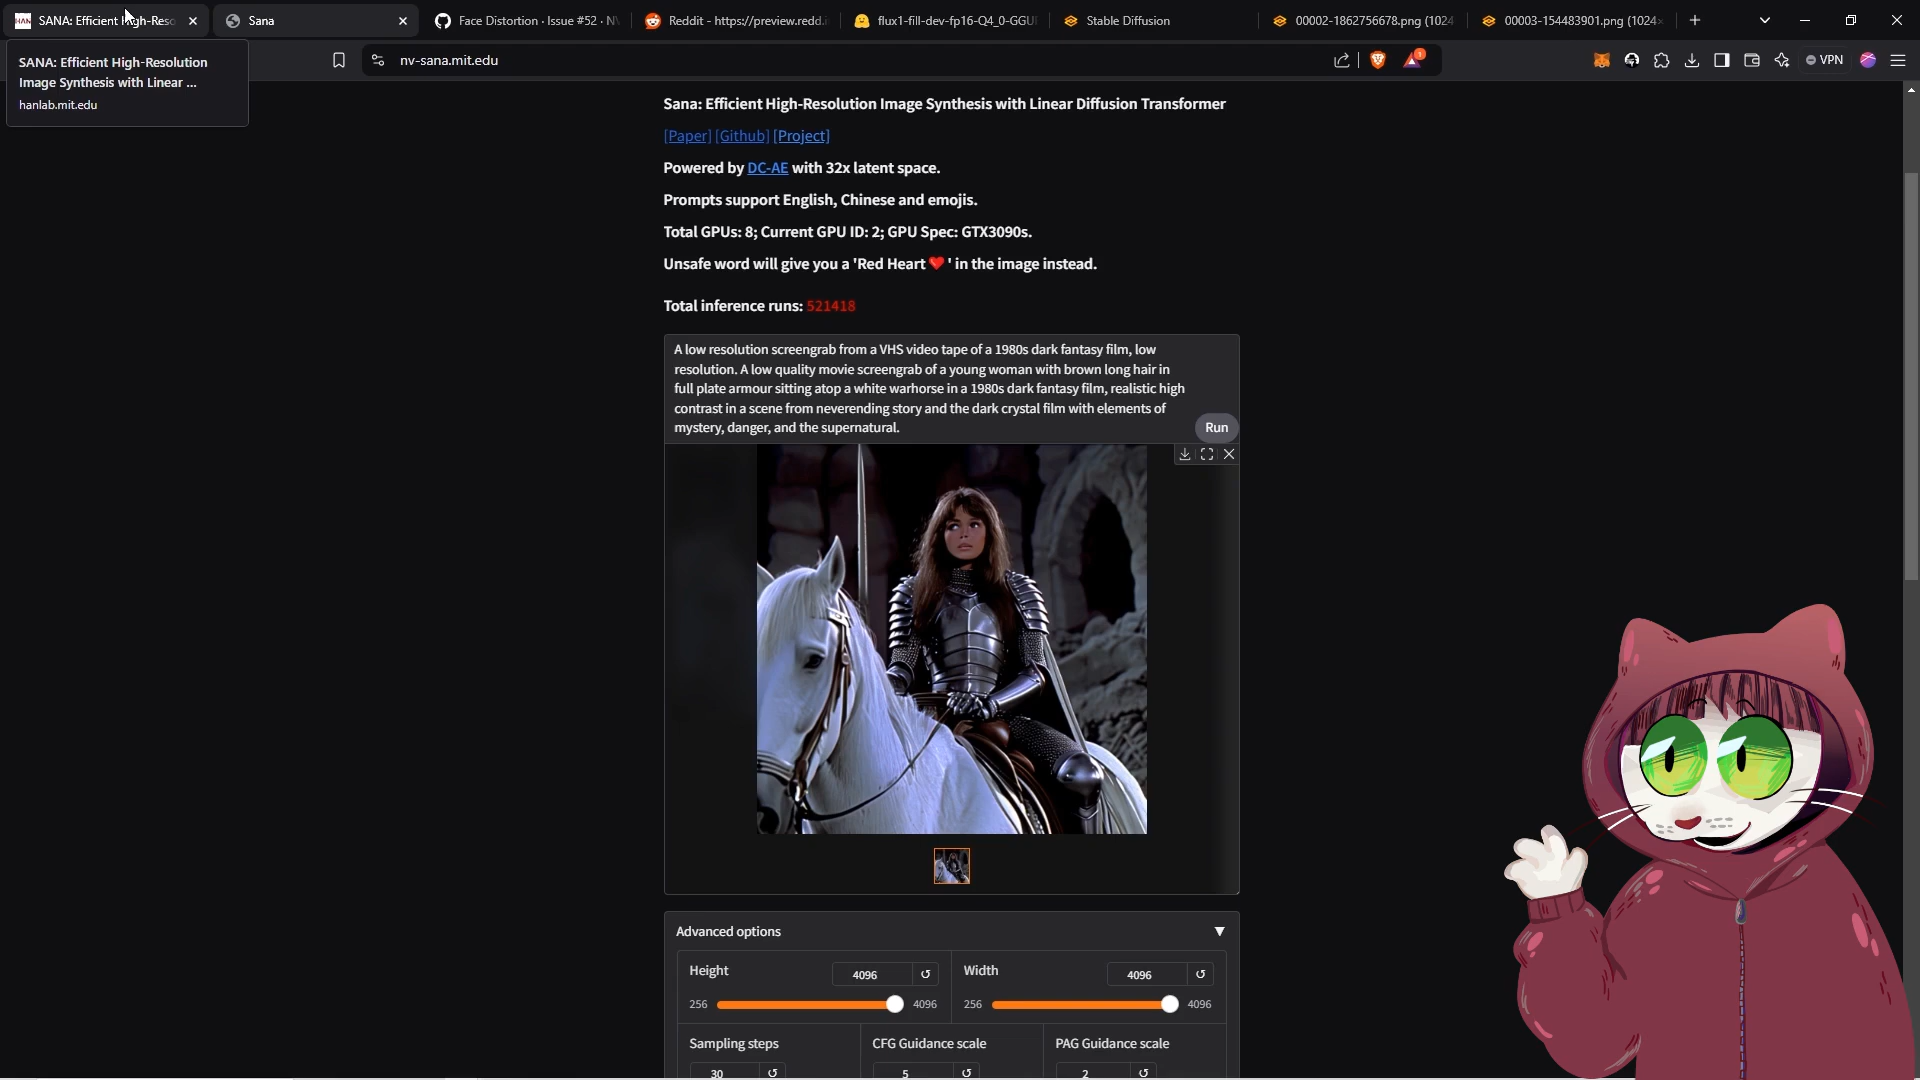 SANA: Efficient High-Reso
Sana
Face Distortion · Issue #52 · NV
Reddit - https://preview.redd.i
flux1-fill-dev-fp16-Q4_0-GGUF
Stable Diffusion
00002-1862756678.png (1024
00003-154483901.png (1024×
SANA: Efficient High-Resolution
Image Synthesis with Linear ...
hanlab.mit.edu
nv-sana.mit.edu
1
VPN
Sana: Efficient High-Resolution Image Synthesis with Linear Diffusion Transformer
[Paper] [Github] [Project]
Powered by DC-AE with 32x latent space.
Prompts support English, Chinese and emojis.
Total GPUs: 8; Current GPU ID: 2; GPU Spec: GTX3090s.
Unsafe word will give you a 'Red Heart❤️' in the image instead.
Total inference runs: 521418
A low resolution screengrab from a VHS video tape of a 1980s dark fantasy film, low
resolution. A low quality movie screengrab of a young woman with brown long hair in
full plate armour sitting atop a white warhorse in a 1980s dark fantasy film, realistic high
contrast in a scene from neverending story and the dark crystal film with elements of
mystery, danger, and the supernatural.
Run
Advanced options ▼
Height 4096 ↺
Width 4096 ↺
256 4096
256 4096
Sampling steps
CFG Guidance scale
PAG Guidance scale
30 ↺
5 ↺
2 ↺